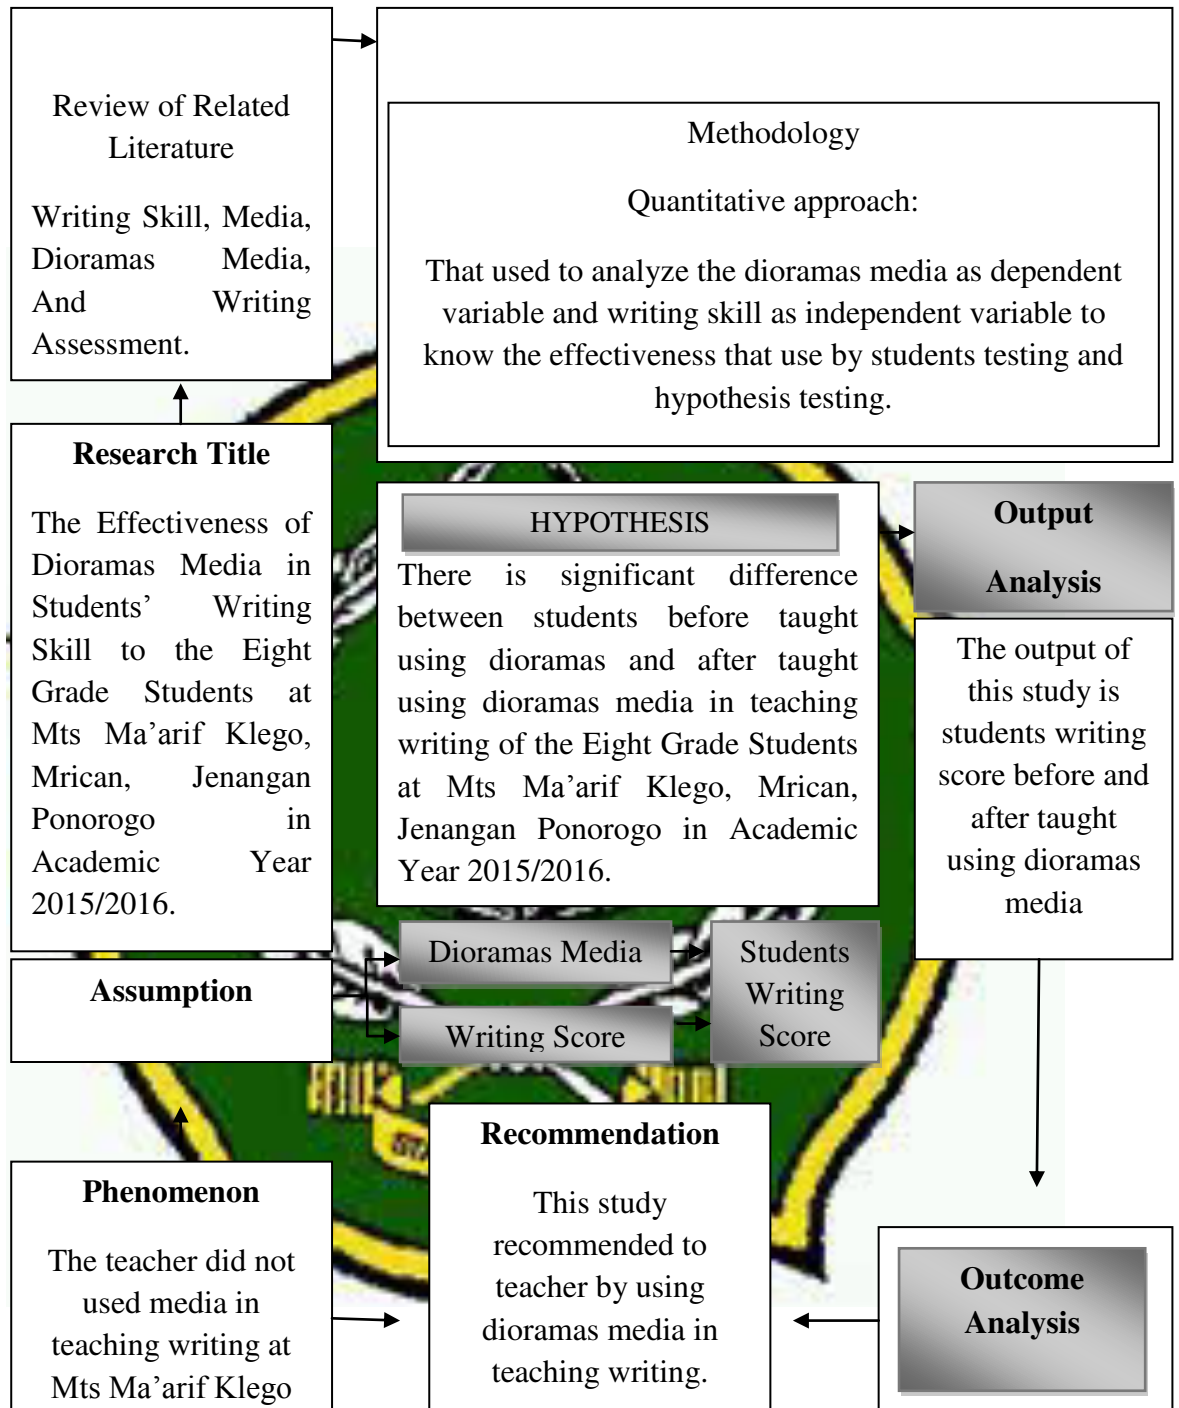 Review of Related
Literature
Writing Skill, Media,
Dioramas Media,
And Writing
Assessment.
Methodology
Quantitative approach:
That used to analyze the dioramas media as dependent
variable and writing skill as independent variable to
know the effectiveness that use by students testing and
hypothesis testing.
Research Title
The Effectiveness of
Dioramas Media in
Students’ Writing
Skill to the Eight
Grade Students at
Mts Ma’arif Klego,
Mrican, Jenangan
Ponorogo in
Academic Year
2015/2016.
HYPOTHESIS
There is significant difference
between students before taught
using dioramas and after taught
using dioramas media in teaching
writing of the Eight Grade Students
at Mts Ma’arif Klego, Mrican,
Jenangan Ponorogo in Academic
Year 2015/2016.
Output
Analysis
The output of
this study is
students writing
score before and
after taught
using dioramas
media
Assumption
Dioramas Media
Writing Score
Students
Writing
Score
Phenomenon
The teacher did not
used media in
teaching writing at
Mts Ma’arif Klego
Recommendation
This study
recommended to
teacher by using
dioramas media in
teaching writing.
Outcome
Analysis